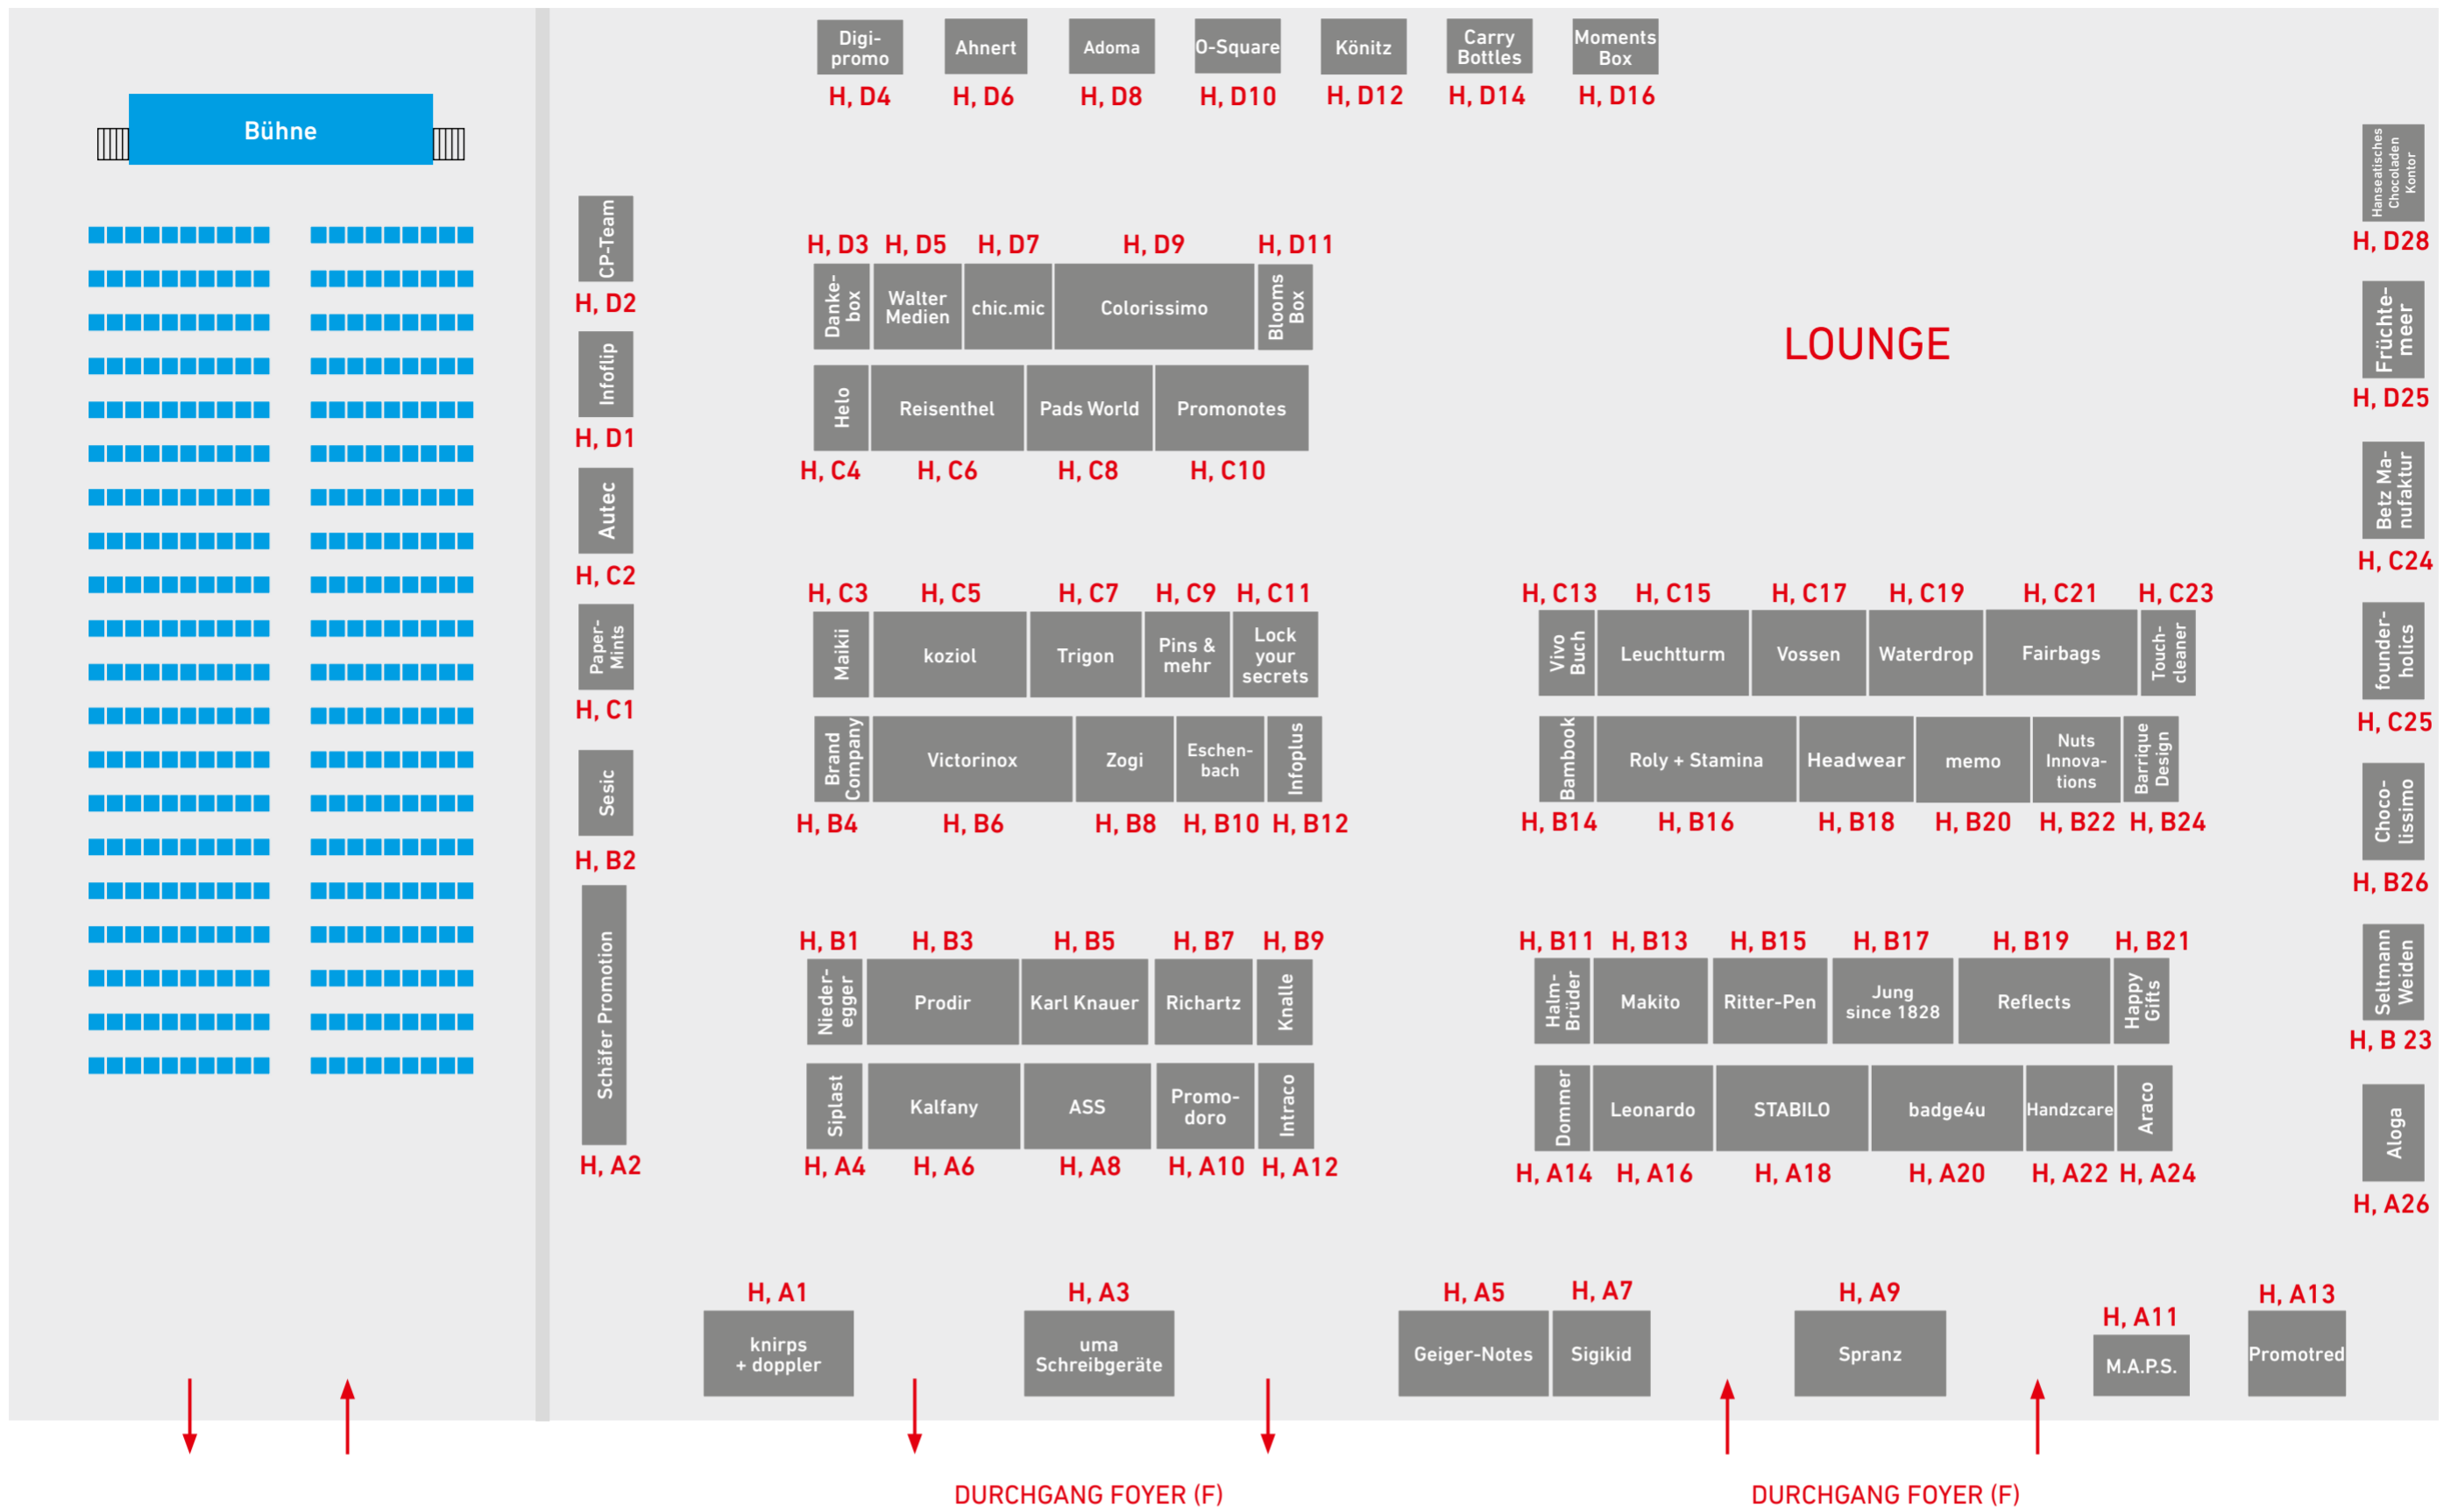 Digi-
promo
Ahnert
Adoma
O-Square
Könitz
Carry
Bottles
Moments
Box
H, D4
H, D6
H, D8
H, D10
H, D12
H, D14
H, D16
Bühne
Hanseatisches
Chocoladen
Kontor
H, D28
CP-Team
H, D2
H, D3
H, D5
H, D7
H, D9
H, D11
Danke-
box
Walter
Medien
chic.mic
Colorissimo
Blooms
Box
LOUNGE
Früchte-
meer
H, D25
Infoflip
H, D1
Helo
Reisenthel
Pads World
Promonotes
H, C4
H, C6
H, C8
H, C10
Autec
H, C2
Betz Ma-
nufaktur
H, C24
H, C3
H, C5
H, C7
H, C9
H, C11
H, C13
H, C15
H, C17
H, C19
H, C21
H, C23
Paper-
Mints
H, C1
Maikii
koziol
Trigon
Pins &
mehr
Lock
your
secrets
Vivo
Buch
Leuchtturm
Vossen
Waterdrop
Fairbags
Touch-
cleaner
founder-
holics
H, C25
Sesic
H, B2
Brand
Company
Victorinox
Zogi
Eschen-
bach
Infoplus
Bambook
Roly + Stamina
Headwear
memo
Nuts
Innova-
tions
Barrique
Design
Choco-
lissimo
H, B26
H, B4
H, B6
H, B8
H, B10
H, B12
H, B14
H, B16
H, B18
H, B20
H, B22
H, B24
Schäfer Promotion
H, A2
H, B1
H, B3
H, B5
H, B7
H, B9
H, B11
H, B13
H, B15
H, B17
H, B19
H, B21
Nieder-
egger
Prodir
Karl Knauer
Richartz
Knalle
Halm-
Brüder
Makito
Ritter-Pen
Jung
since 1828
Reflects
Happy
Gifts
Seltmann
Weiden
H, B 23
Siplast
Kalfany
ASS
Promo-
doro
Intraco
Dommer
Leonardo
STABILO
badge4u
Handzcare
Araco
Aloga
H, A26
H, A4
H, A6
H, A8
H, A10
H, A12
H, A14
H, A16
H, A18
H, A20
H, A22
H, A24
H, A1
H, A3
H, A5
H, A7
H, A9
H, A11
H, A13
knirps
+ doppler
uma
Schreibgeräte
Geiger-Notes
Sigikid
Spranz
M.A.P.S.
Promotred
DURCHGANG FOYER (F)
DURCHGANG FOYER (F)